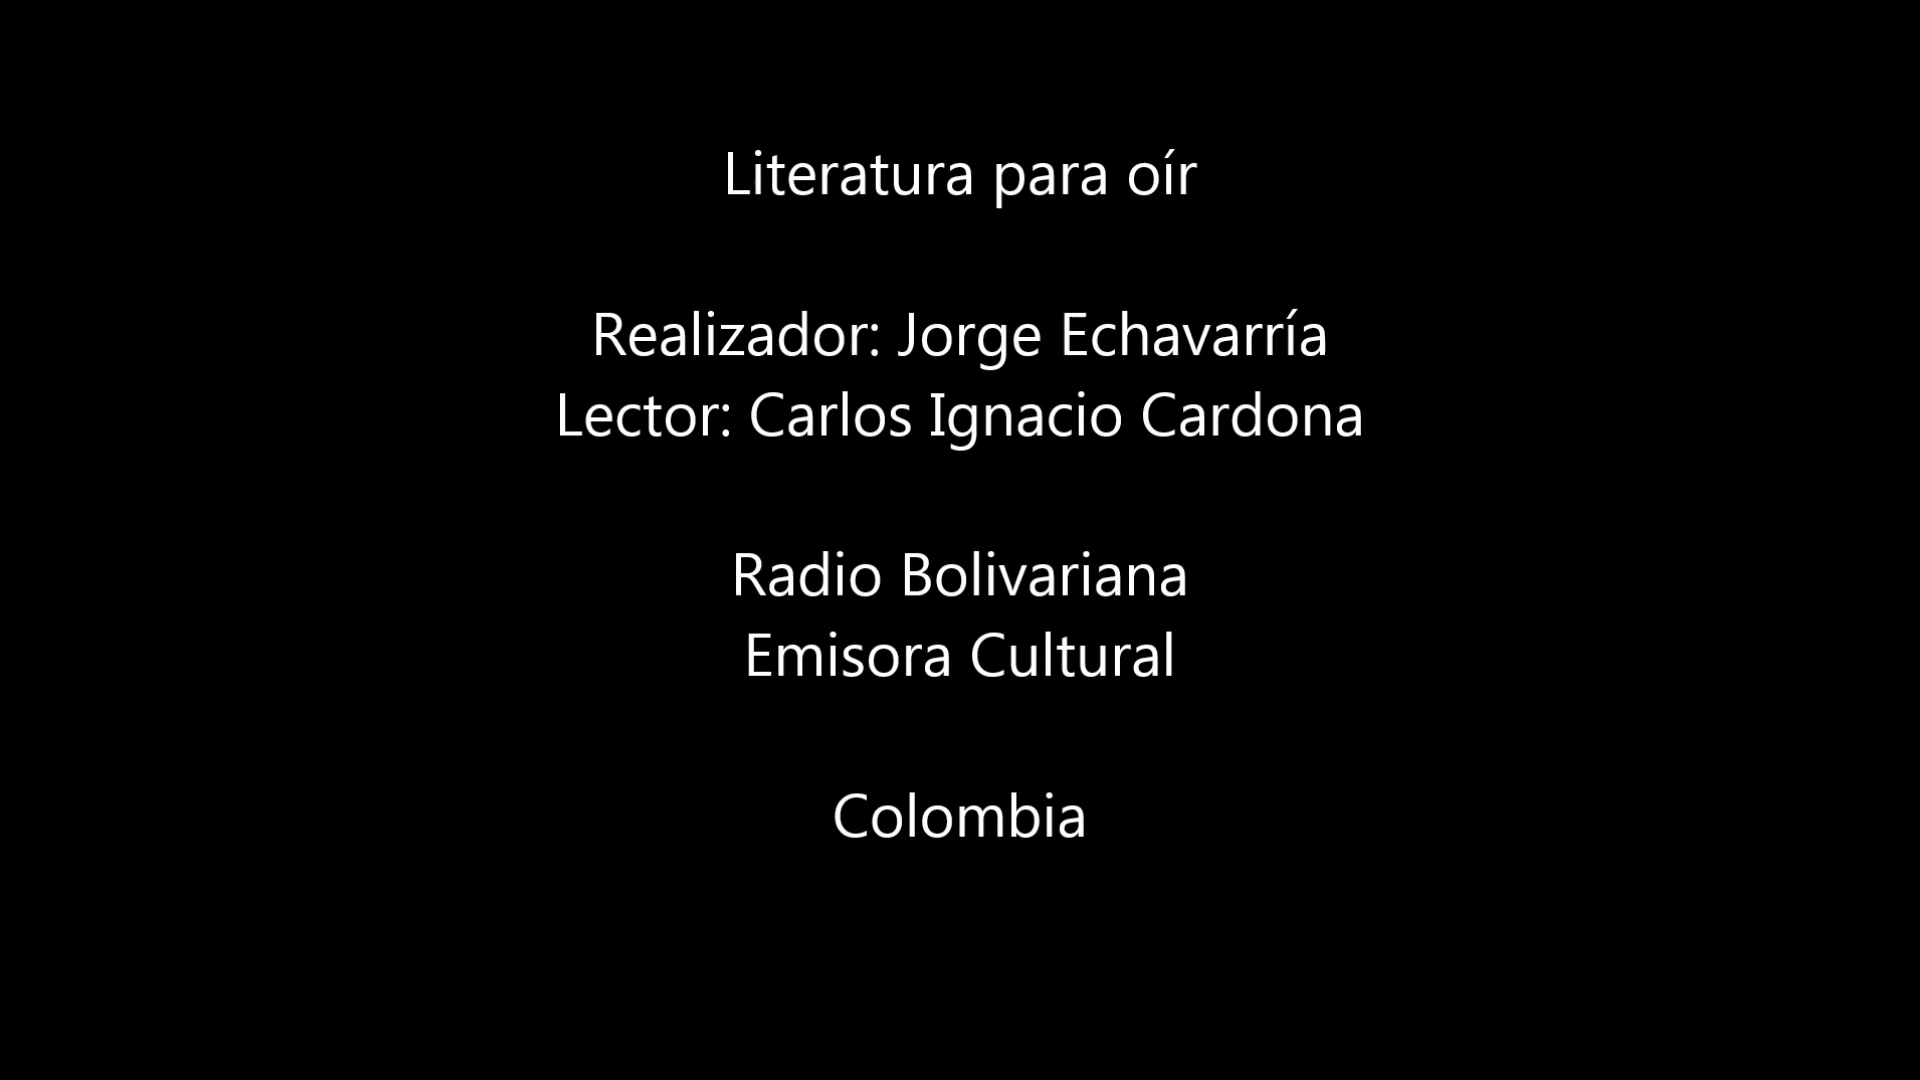 Literatura para oír
Realizador: Jorge Echavarría
Lector: Carlos Ignacio Cardona
Radio Bolivariana
Emisora Cultural
Colombia